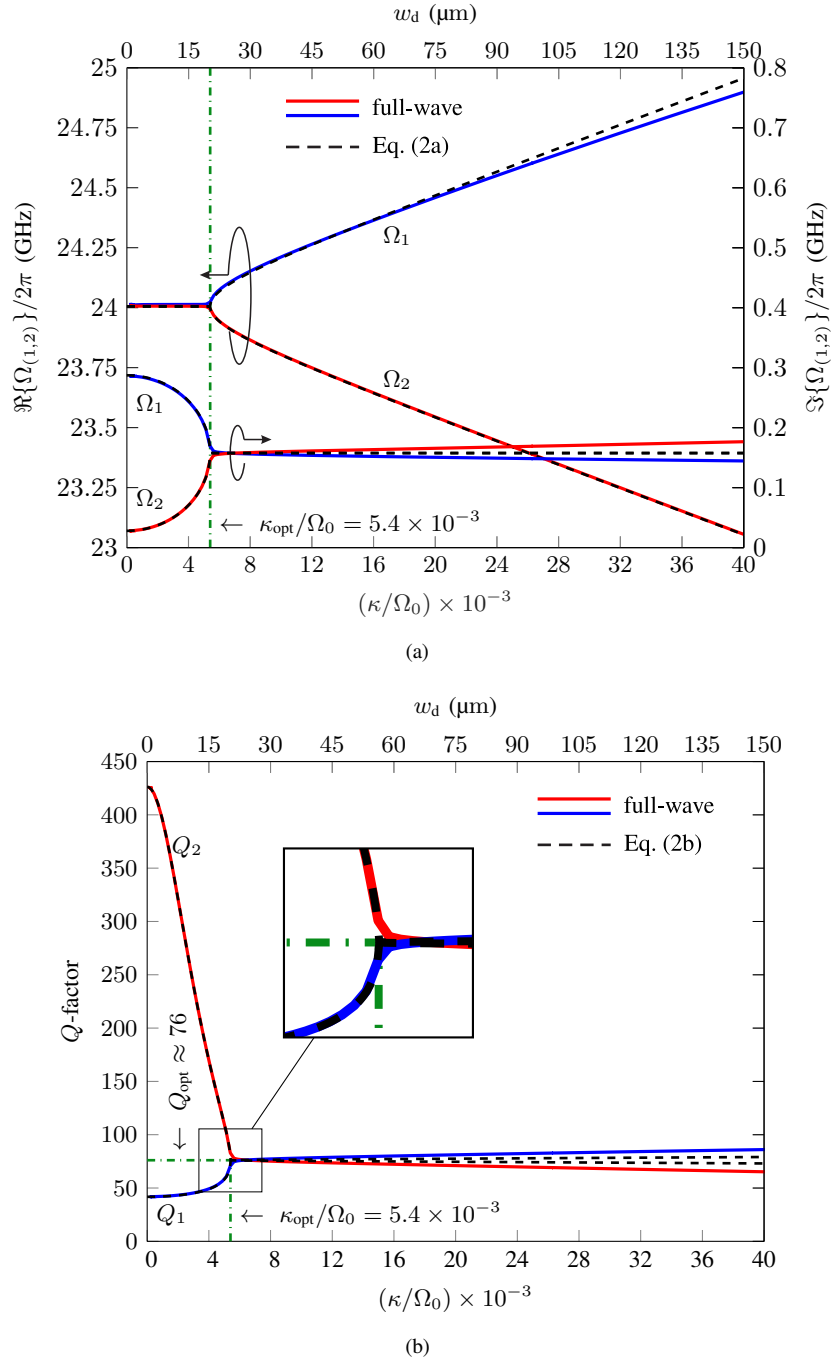 w_d (µm)
0 15 30 45 60 75 90 105 120 135 150
25 0.8
full-wave
24.75 0.7
Eq. (2a)
24.5 0.6
Ω_1
24.25 0.5
ℜ{Ω_(1,2)}/2π (GHz)
ℑ{Ω_(1,2)}/2π (GHz)
24 0.4
23.75 0.3
Ω_2
Ω_1
23.5 0.2
23.25 0.1
Ω_2
← κ_opt/Ω_0 = 5.4 × 10^−3
23 0
0 4 8 12 16 20 24 28 32 36 40
(κ/Ω_0) × 10^−3
(a)
w_d (µm)
0 15 30 45 60 75 90 105 120 135 150
450
full-wave
400
Eq. (2b)
Q_2
350
300
250
Q-factor
200
Q_opt ≈ 76
150
←
100
50
Q_1
← κ_opt/Ω_0 = 5.4 × 10^−3
0
0 4 8 12 16 20 24 28 32 36 40
(κ/Ω_0) × 10^−3
(b)